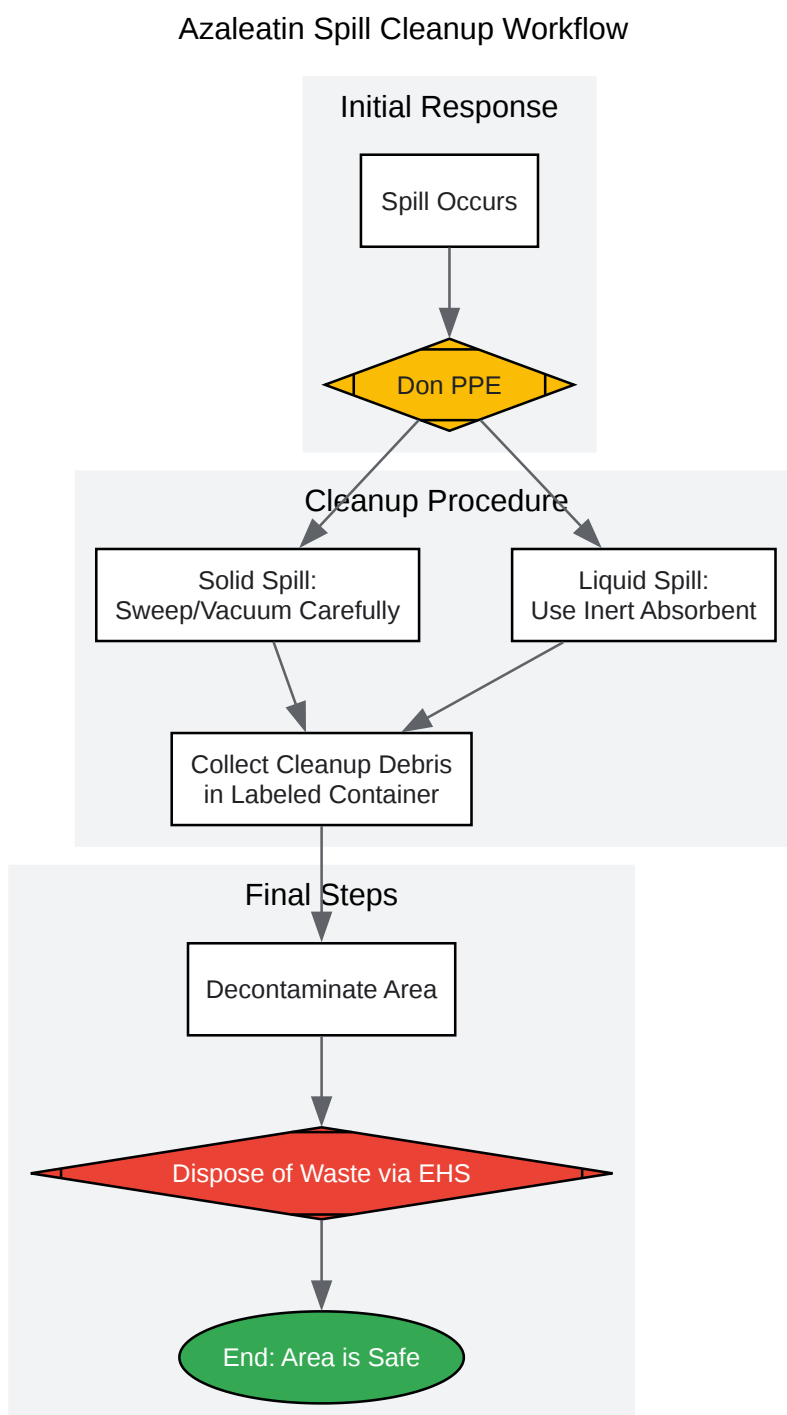 Azaleatin Spill Cleanup Workflow
Initial Response
Spill Occurs
Don PPE
Cleanup Procedure
Solid Spill:
Sweep/Vacuum Carefully
Liquid Spill:
Use Inert Absorbent
Collect Cleanup Debris
in Labeled Container
Final Steps
Decontaminate Area
Dispose of Waste via EHS
End: Area is Safe